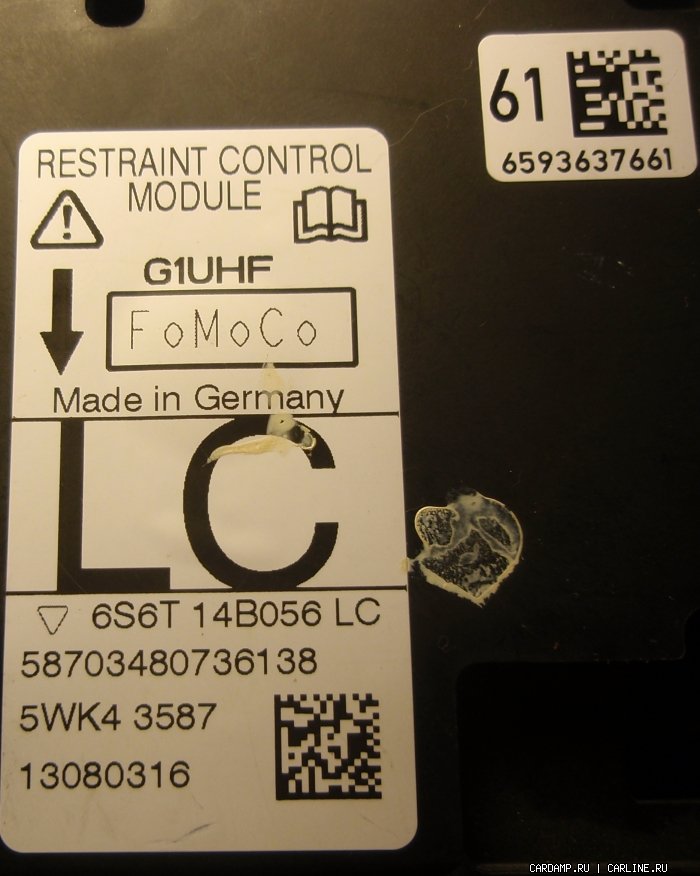 61
6593637661
RESTRAINT CONTROL
MODULE
G1UHF
FoMoCo
Made in Germany
LC
6S6T 14B056 LC
58703480736138
5WK4 3587
13080316
CARDAMP.RU | CARLINE.RU